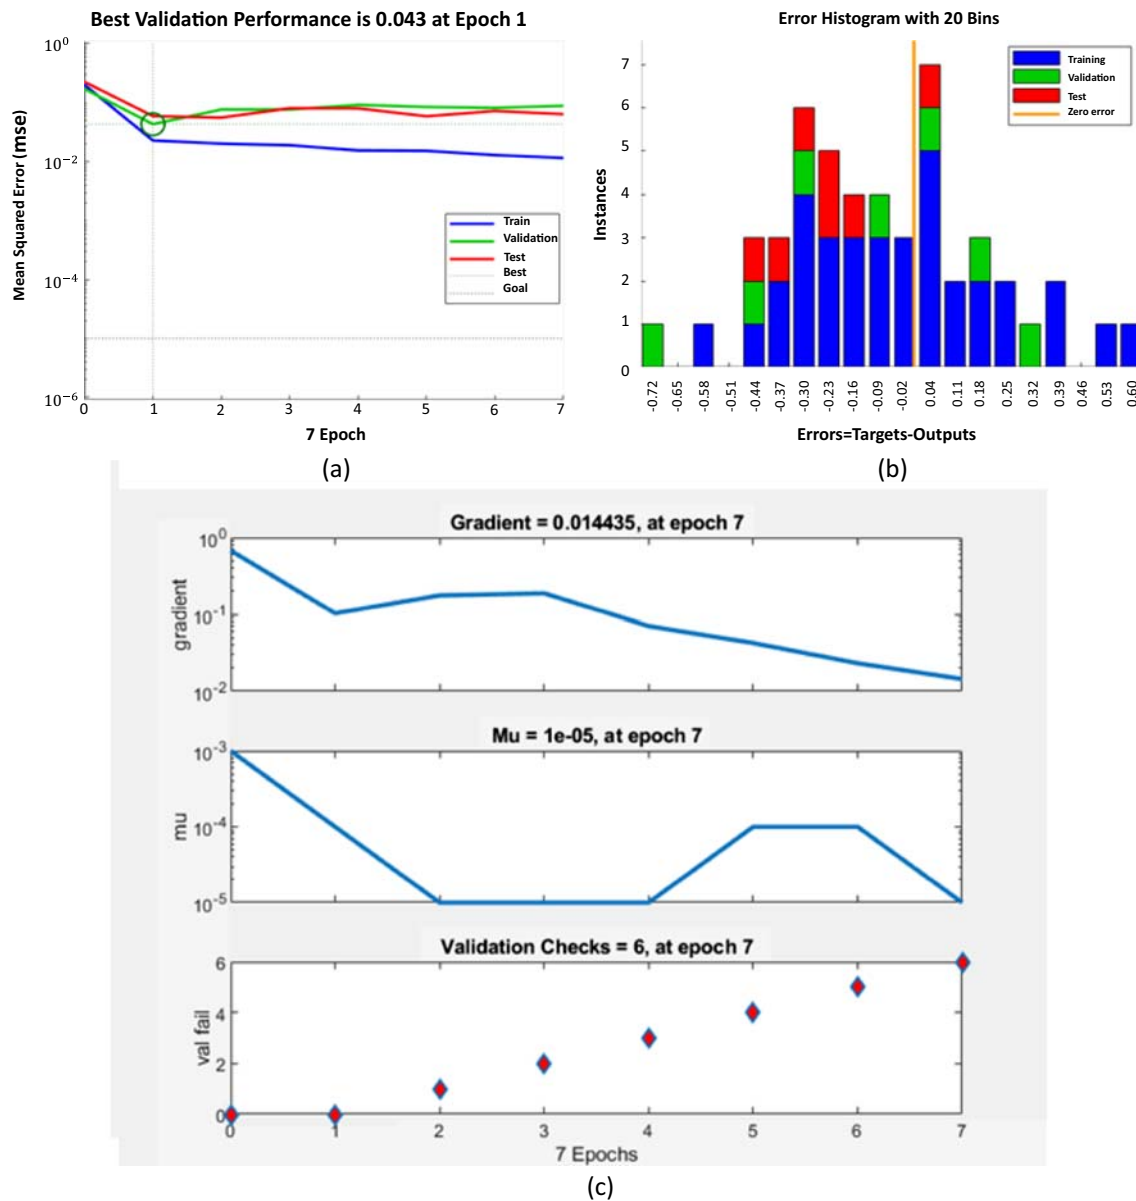 Best Validation Performance is 0.043 at Epoch 1
Mean Squared Error (mse)
10^0
10^-2
10^-4
10^-6
Train
Validation
Test
Best
Goal
0 1 2 3 4 5 6 7
7 Epoch
(a)
Error Histogram with 20 Bins
Instances
7
6
5
4
3
2
1
0
Training
Validation
Test
Zero error
-0.72 -0.65 -0.58 -0.51 -0.44 -0.37 -0.30 -0.23 -0.16 -0.09 -0.02 0.04 0.11 0.18 0.25 0.32 0.39 0.46 0.53 0.60
Errors=Targets-Outputs
(b)
Gradient = 0.014435, at epoch 7
gradient
10^0
10^-1
10^-2
Mu = 1e-05, at epoch 7
mu
10^-3
10^-4
10^-5
Validation Checks = 6, at epoch 7
val fail
6
4
2
0
0 1 2 3 4 5 6 7
7 Epochs
(c)